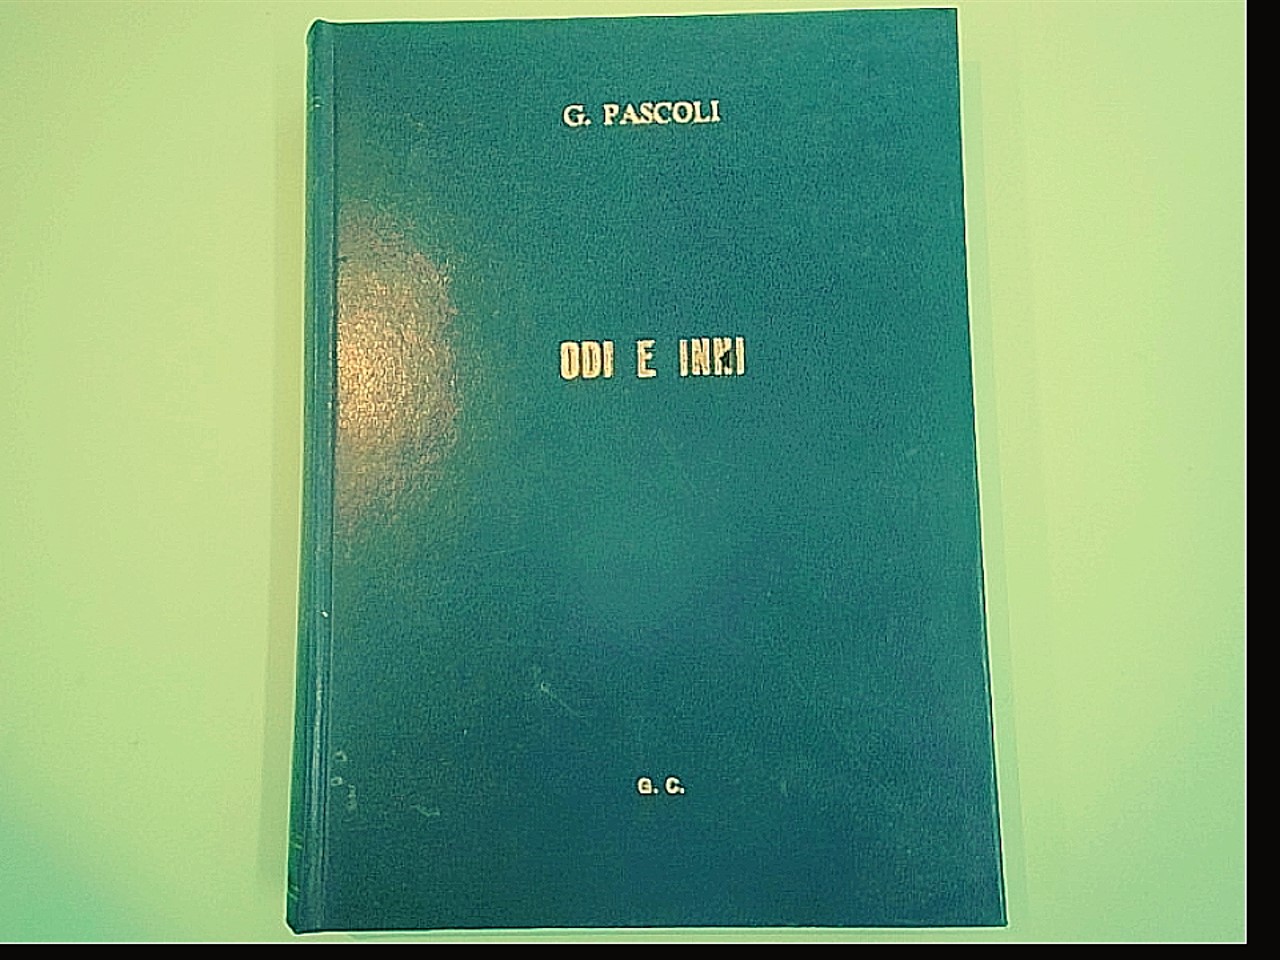 G. PASCOLI
ODI E INNI
G. C.